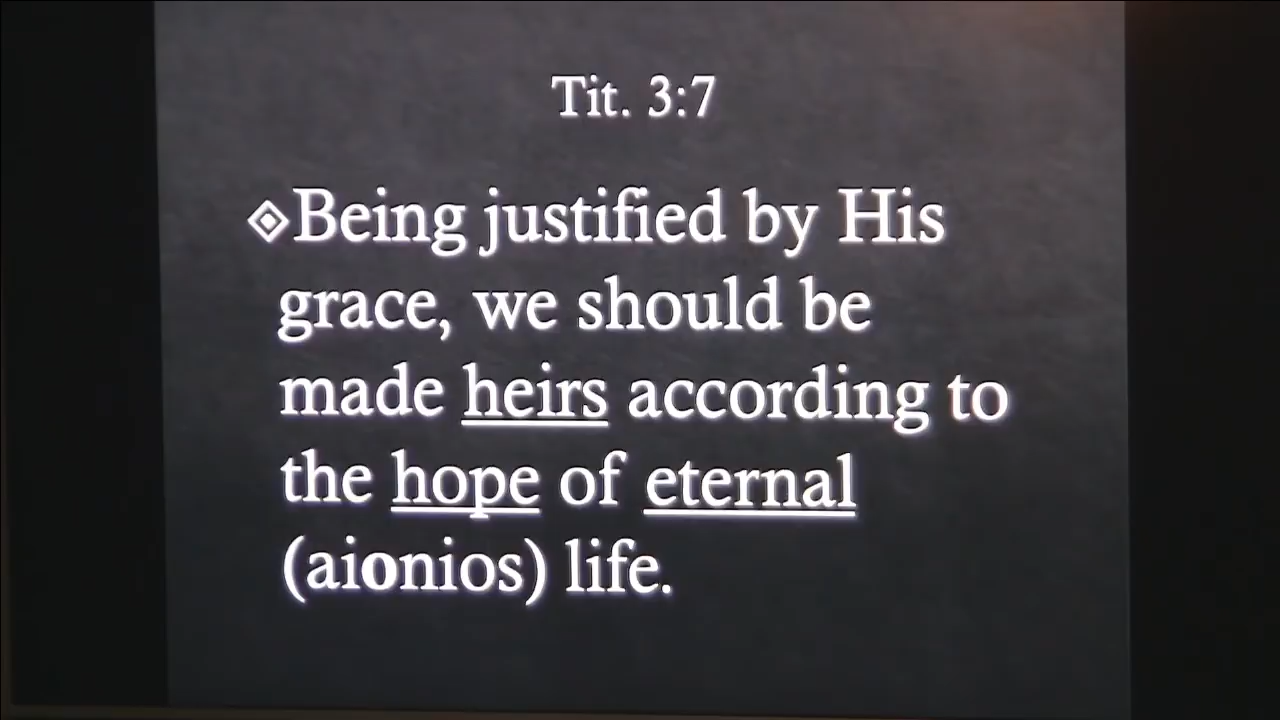 Tit. 3:7
◈Being justified by His
grace, we should be
made heirs according to
the hope of eternal
(aionios) life.